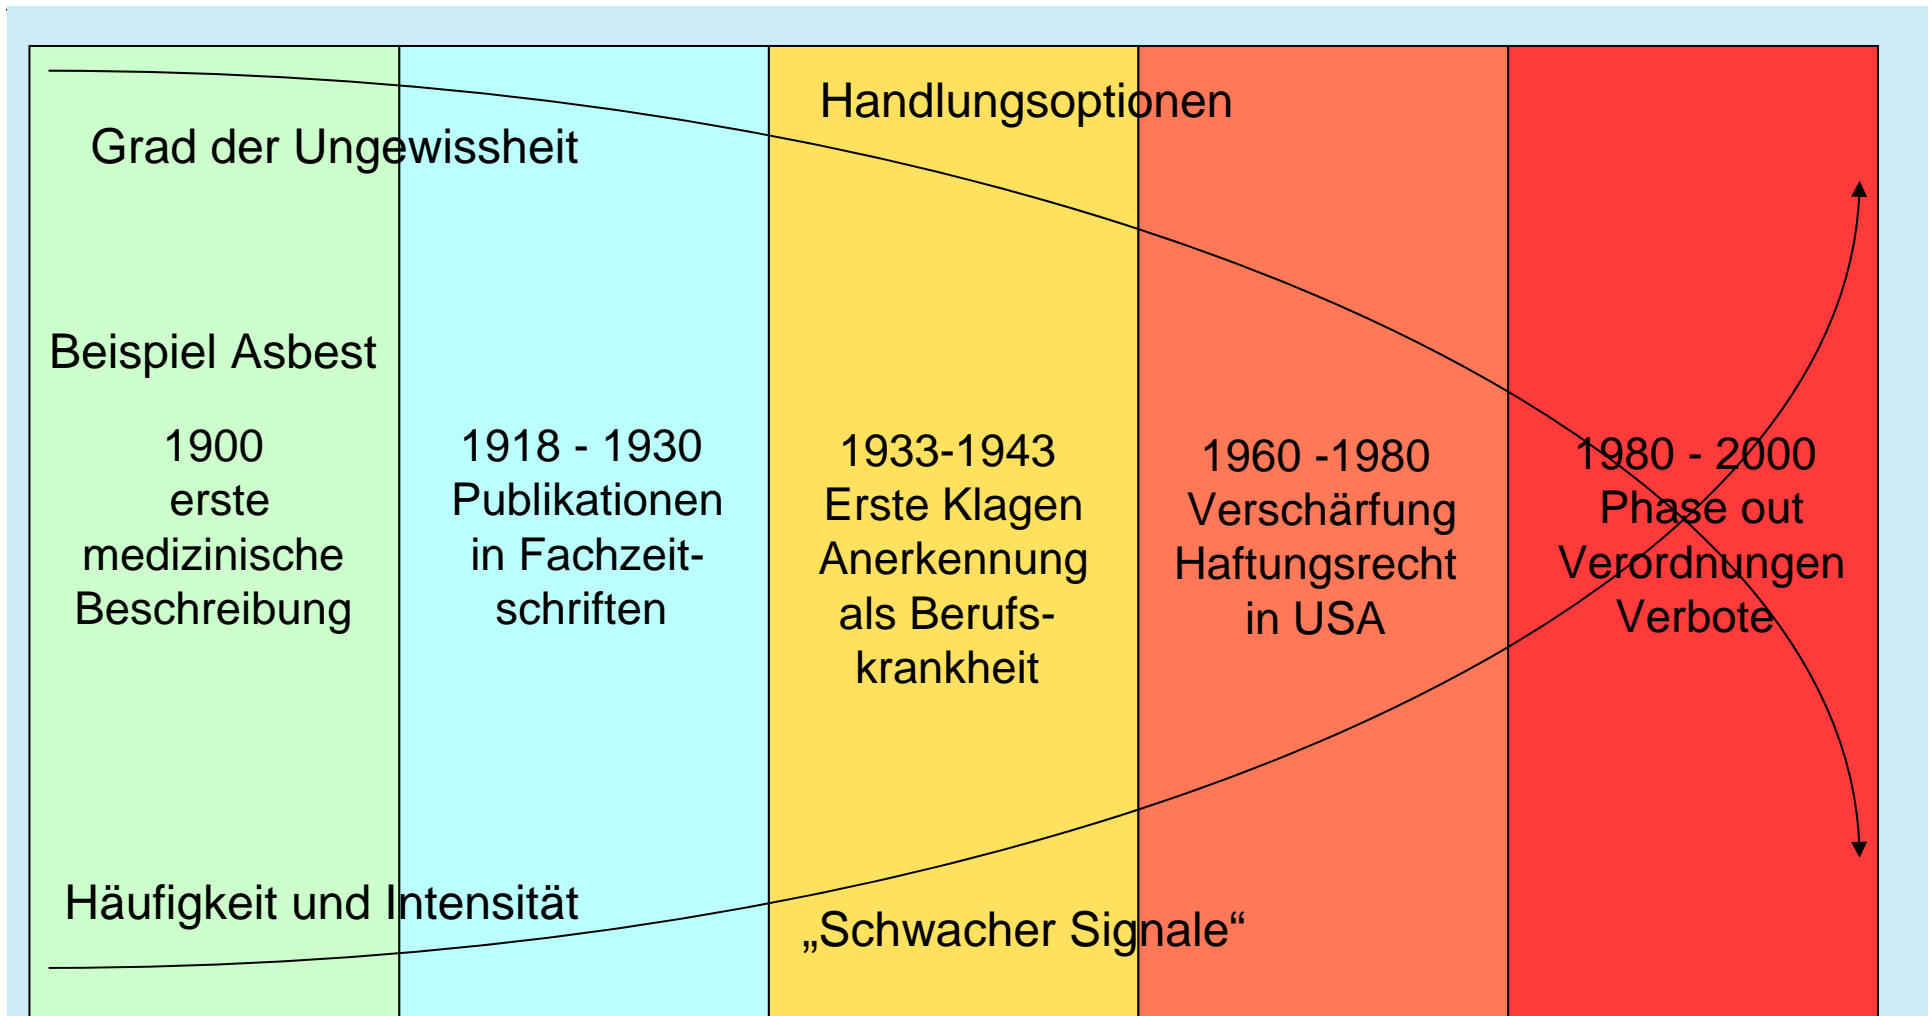 Handlungsoptionen
Grad der Ungewissheit
Beispiel Asbest
1900
erste
medizinische
Beschreibung
1918 - 1930
Publikationen
in Fachzeit-
schriften
1933-1943
Erste Klagen
Anerkennung
als Berufs-
krankheit
1960 -1980
Verschärfung
Haftungsrecht
in USA
1980 - 2000
Phase out
Verordnungen
Verbote
Häufigkeit und Intensität
„Schwacher Signale“